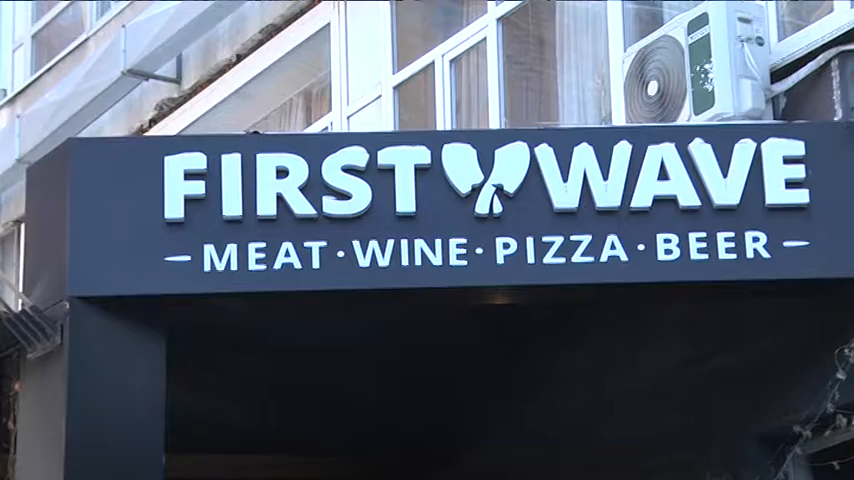 FIRST WAVE
– MEAT · WINE · PIZZA · BEER –